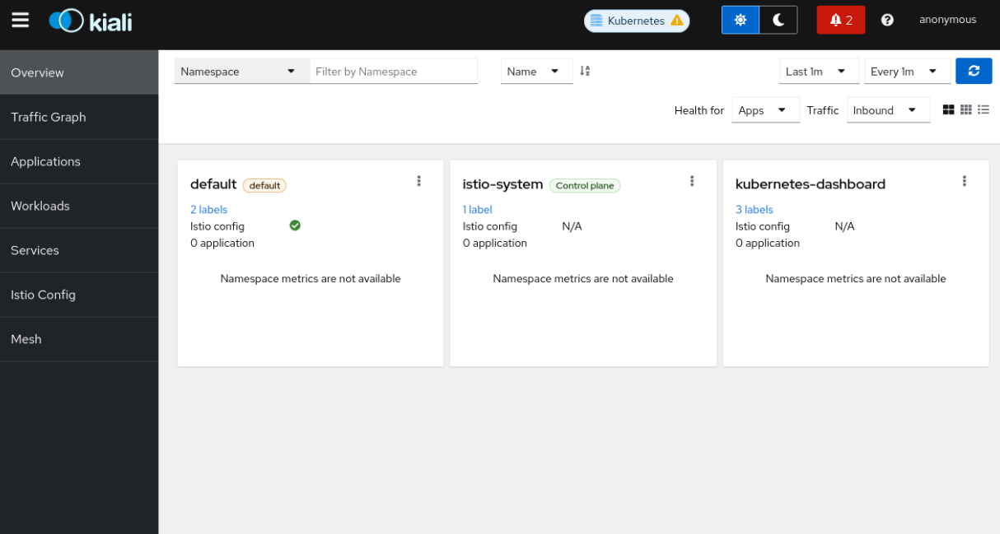 kiali
Kubernetes
2
anonymous
Overview
Traffic Graph
Applications
Workloads
Services
Istio Config
Mesh
Namespace
Filter by Namespace
Name
Last 1m
Every 1m
Health for
Apps
Traffic
Inbound
default default
2 labels
Istio config
0 application
Namespace metrics are not available
istio-system Control plane
1 label
Istio config N/A
0 application
Namespace metrics are not available
kubernetes-dashboard
3 labels
Istio config N/A
0 application
Namespace metrics are not available